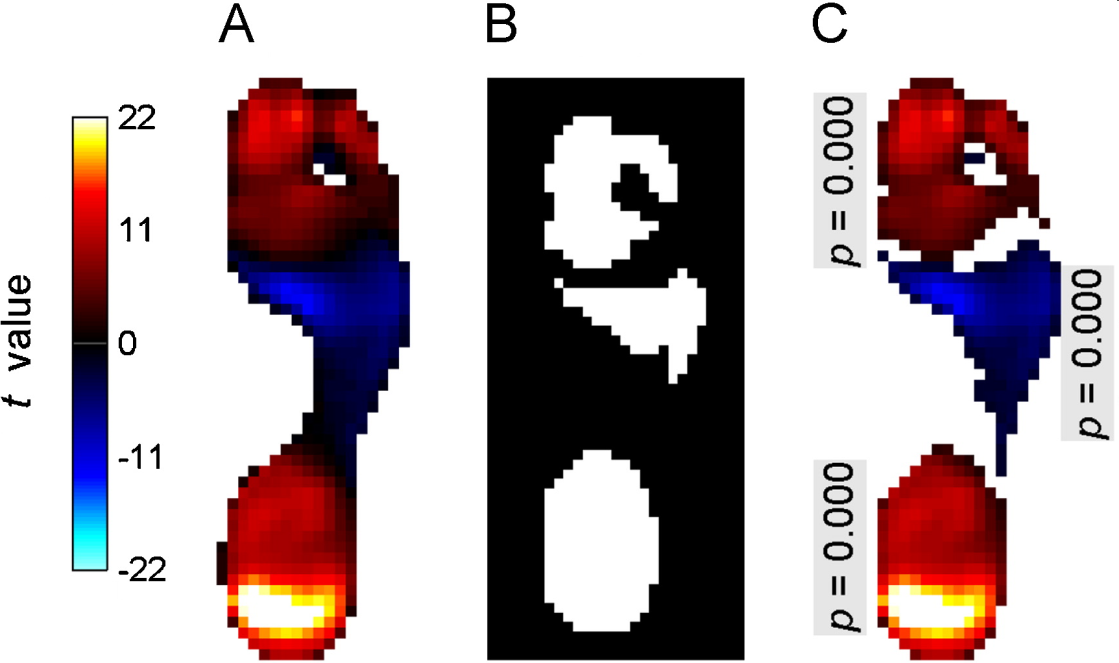 A
B
C
22
11
0
-11
-22
t value
p = 0.000
p = 0.000
p = 0.000